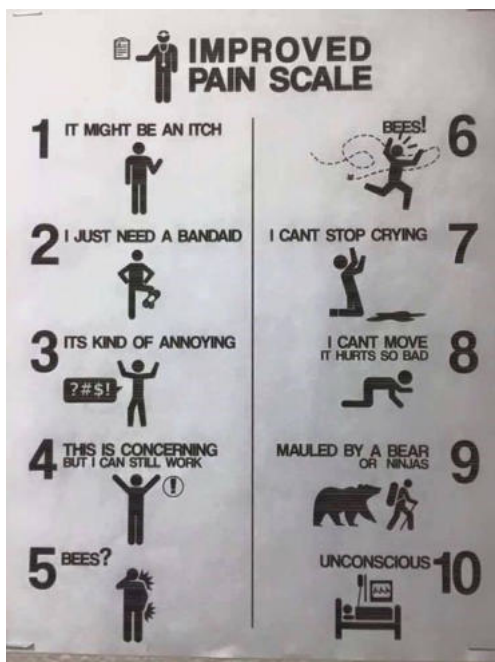 IMPROVED
PAIN SCALE
1 IT MIGHT BE AN ITCH
2 I JUST NEED A BANDAID
3 ITS KIND OF ANNOYING
?#$!
4 THIS IS CONCERNING
BUT I CAN STILL WORK
!
5 BEES?
BEES! 6
I CANT STOP CRYING 7
I CANT MOVE 8
IT HURTS SO BAD
MAULED BY A BEAR 9
OR NINJAS
UNCONSCIOUS 10